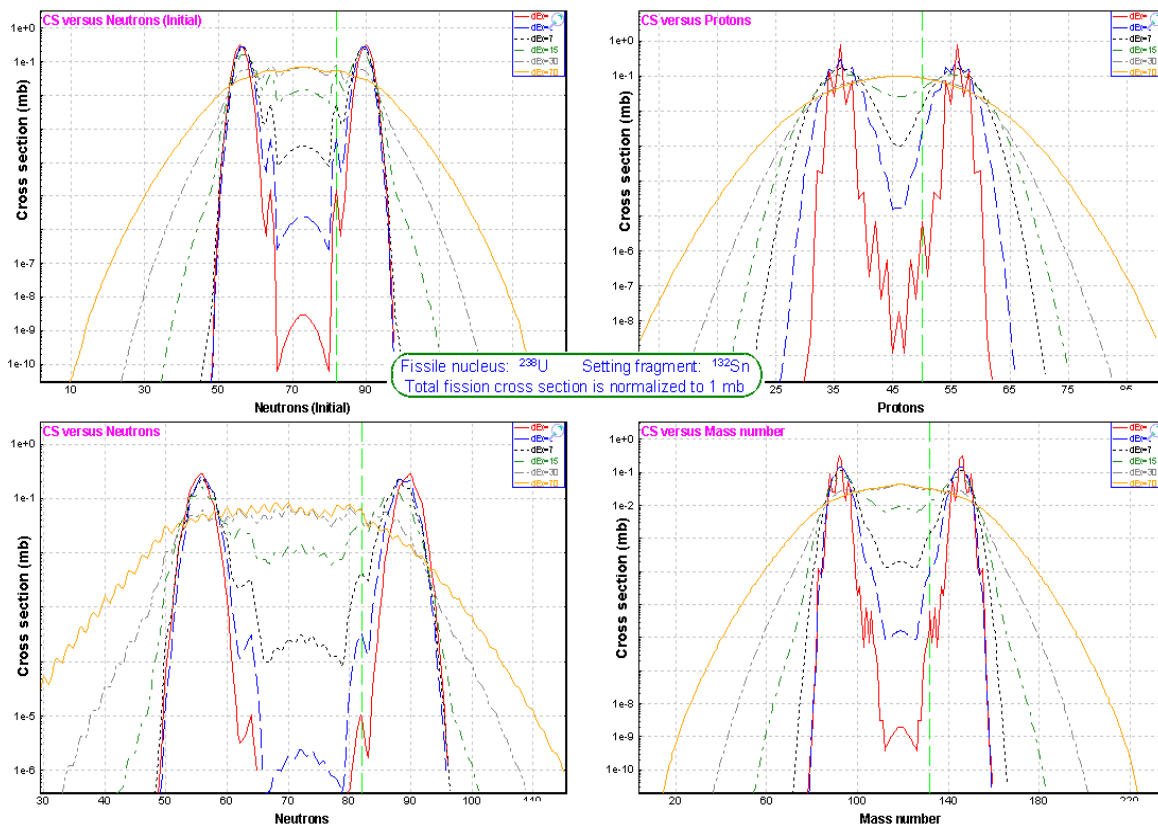 CS versus Neutrons (Initial)
Cross section (mb)
1e+0
1e-1
1e-7
1e-9
1e-10
10
30
50
70
90
Neutrons (Initial)
dEx=7
dEx=15
dEx=30
dEx=70
CS versus Protons
Cross section (mb)
1e+0
1e-1
1e-6
1e-7
1e-8
25
35
45
55
65
75
95
Protons
dEx=7
dEx=15
dEx=30
dEx=70
Fissile nucleus: ²³⁸U Setting fragment: ¹³²Sn
Total fission cross section is normalized to 1 mb
CS versus Neutrons
Cross section (mb)
1e+0
1e-1
1e-5
1e-6
30
40
50
60
70
80
90
100
Neutrons
dEx=7
dEx=15
dEx=30
dEx=70
CS versus Mass number
Cross section (mb)
1e+0
1e-1
1e-2
1e-8
1e-9
1e-10
20
60
100
140
180
220
Mass number
dEx=7
dEx=15
dEx=30
dEx=70